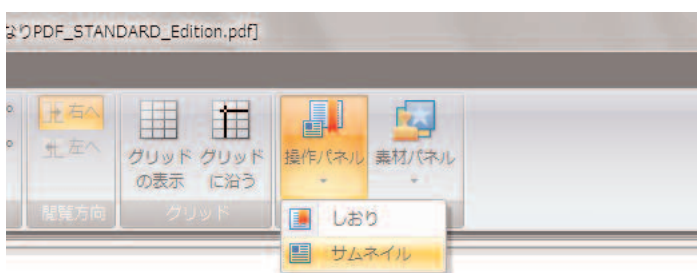 なりPDF_STANDARD_Edition.pdf]
右へ
左へ
閲覧方向
グリッド
の表示
グリッド
に沿う
グリッド
操作パネル
素材パネル
しおり
サムネイル